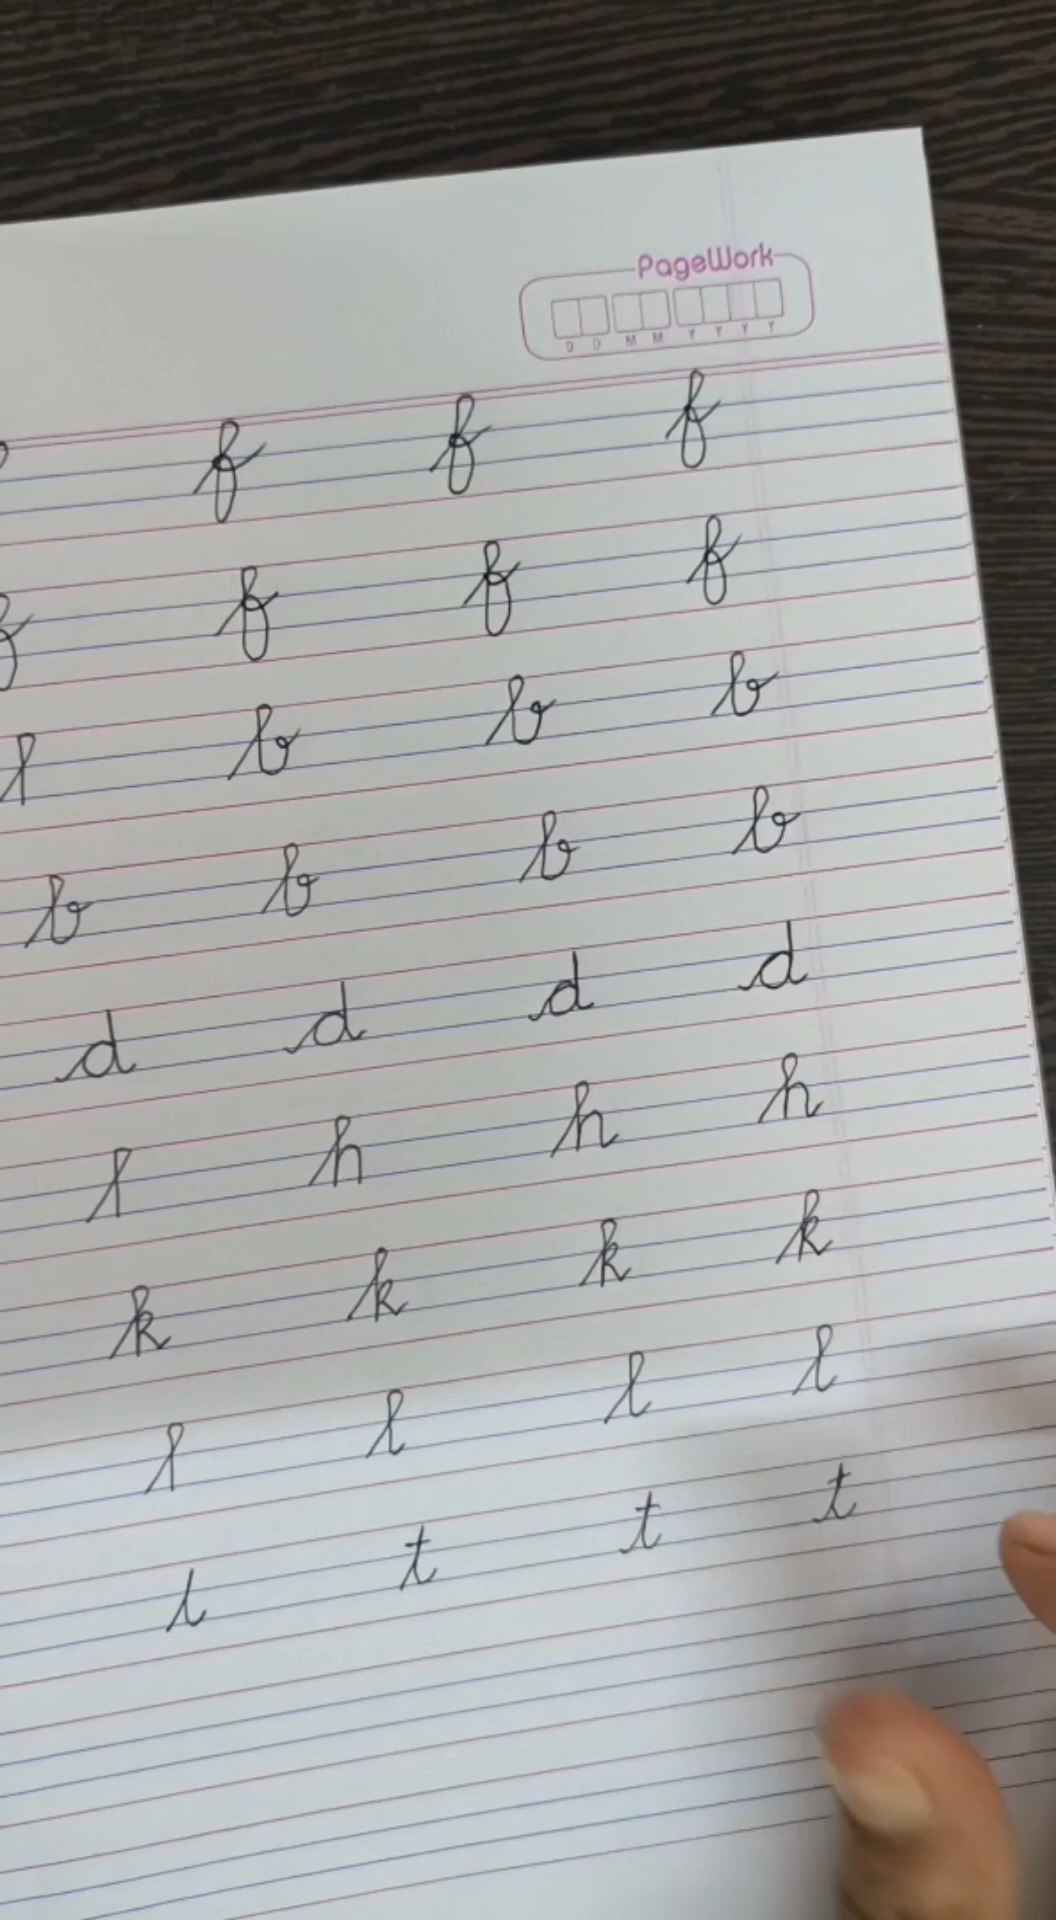 PageWork
D D M M Y Y Y Y
f f f
f f f f
l b b b
b b b b
d d d d
l h h h
k k k k
l l l l
t t t